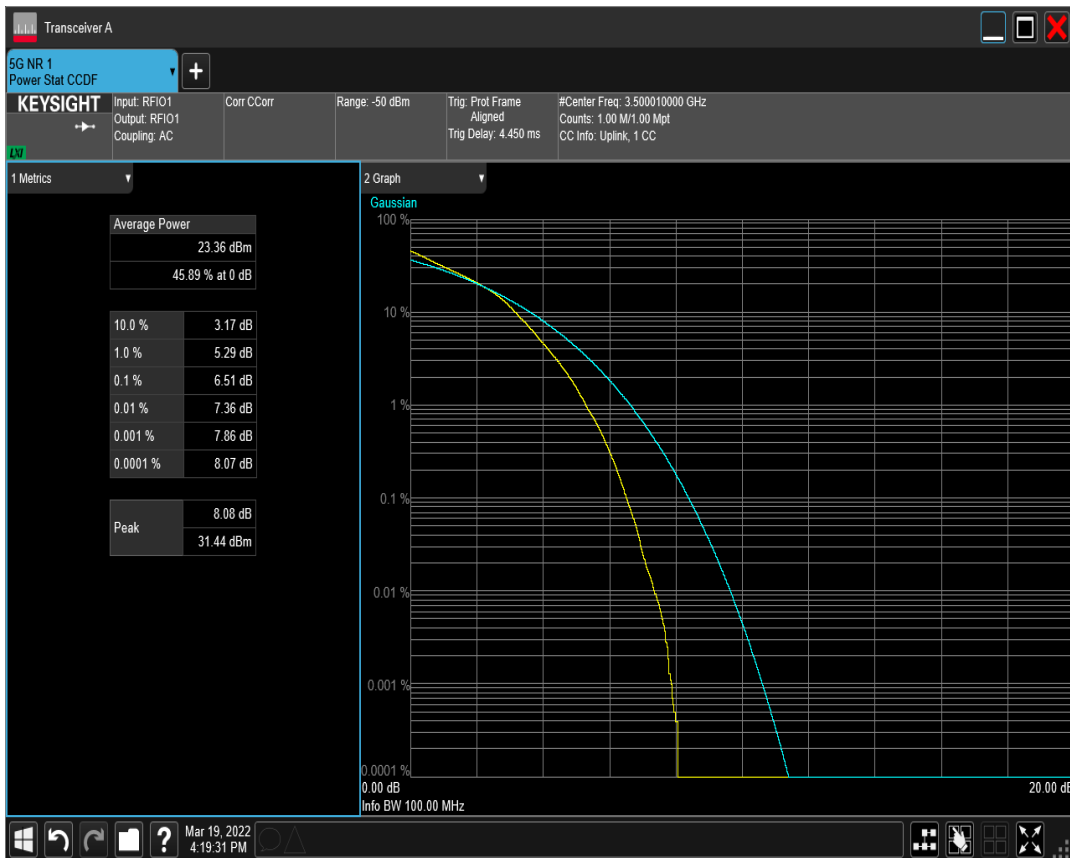 Transceiver A
5G NR 1
Power Stat CCDF
+
KEYSIGHT
LXI
Input: RFIO1
Output: RFIO1
Coupling: AC
Corr CCorr
Range: -50 dBm
Trig: Prot Frame
Aligned
Trig Delay: 4.450 ms
#Center Freq: 3.500010000 GHz
Counts: 1.00 M/1.00 Mpt
CC Info: Uplink, 1 CC
1 Metrics
Average Power
23.36 dBm
45.89 % at 0 dB
10.0 % 3.17 dB
1.0 % 5.29 dB
0.1 % 6.51 dB
0.01 % 7.36 dB
0.001 % 7.86 dB
0.0001 % 8.07 dB
Peak
8.08 dB
31.44 dBm
2 Graph
Gaussian
100 %
10 %
1 %
0.1 %
0.01 %
0.001 %
0.0001 %
0.00 dB 20.00 dB
Info BW 100.00 MHz
?
Mar 19, 2022
4:19:31 PM